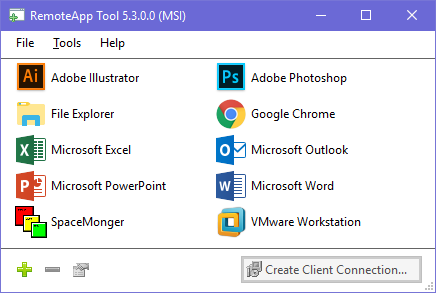 RemoteApp Tool 5.3.0.0 (MSI)
File Tools Help
Ai Adobe Illustrator Ps Adobe Photoshop
File Explorer Google Chrome
Microsoft Excel Microsoft Outlook
Microsoft PowerPoint Microsoft Word
SpaceMonger VMware Workstation
Create Client Connection...